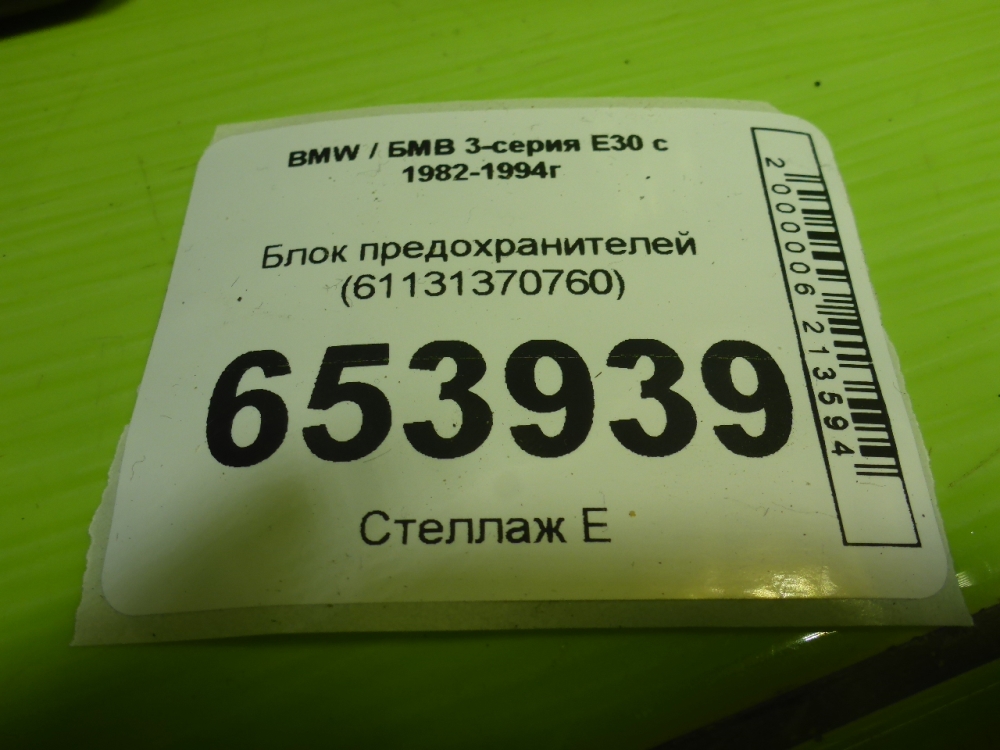 BMW / БМВ 3-серия E30 с
1982-1994г
Блок предохранителей
(61131370760)
653939
Стеллаж Е
2000006213594